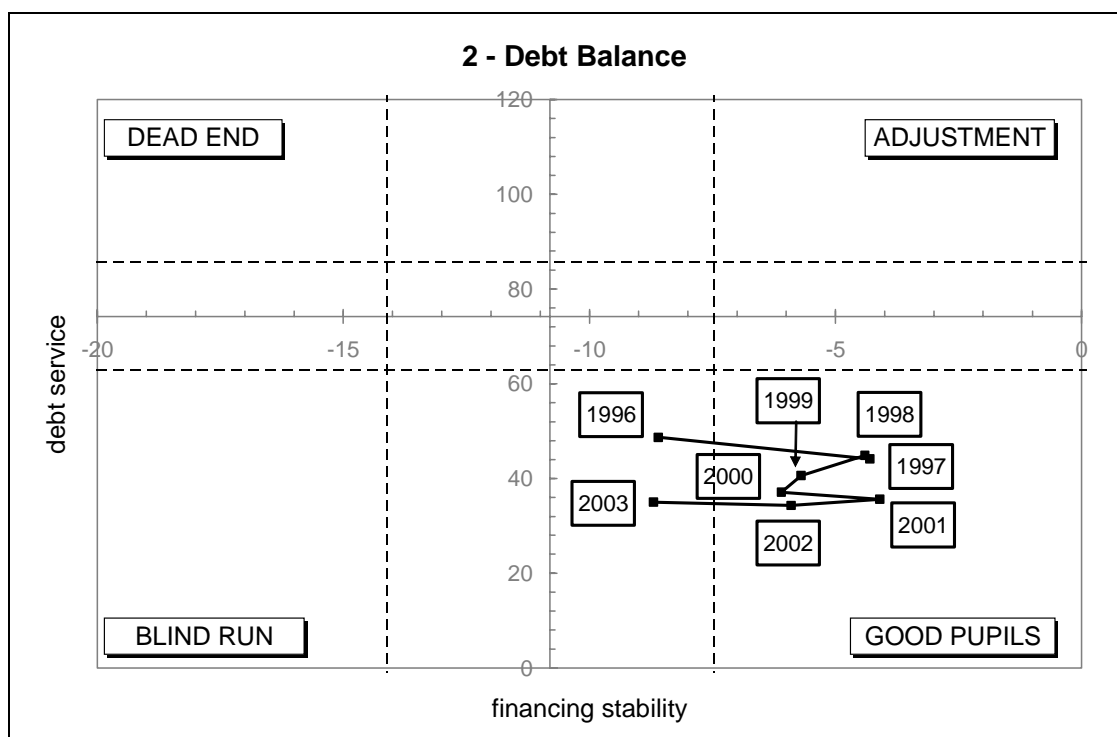 2 - Debt Balance
120
DEAD END
ADJUSTMENT
100
80
-20
-15
-10
-5
0
debt service
60
1996
1999
1998
1997
2000
40
2003
2002
2001
20
BLIND RUN
GOOD PUPILS
0
financing stability